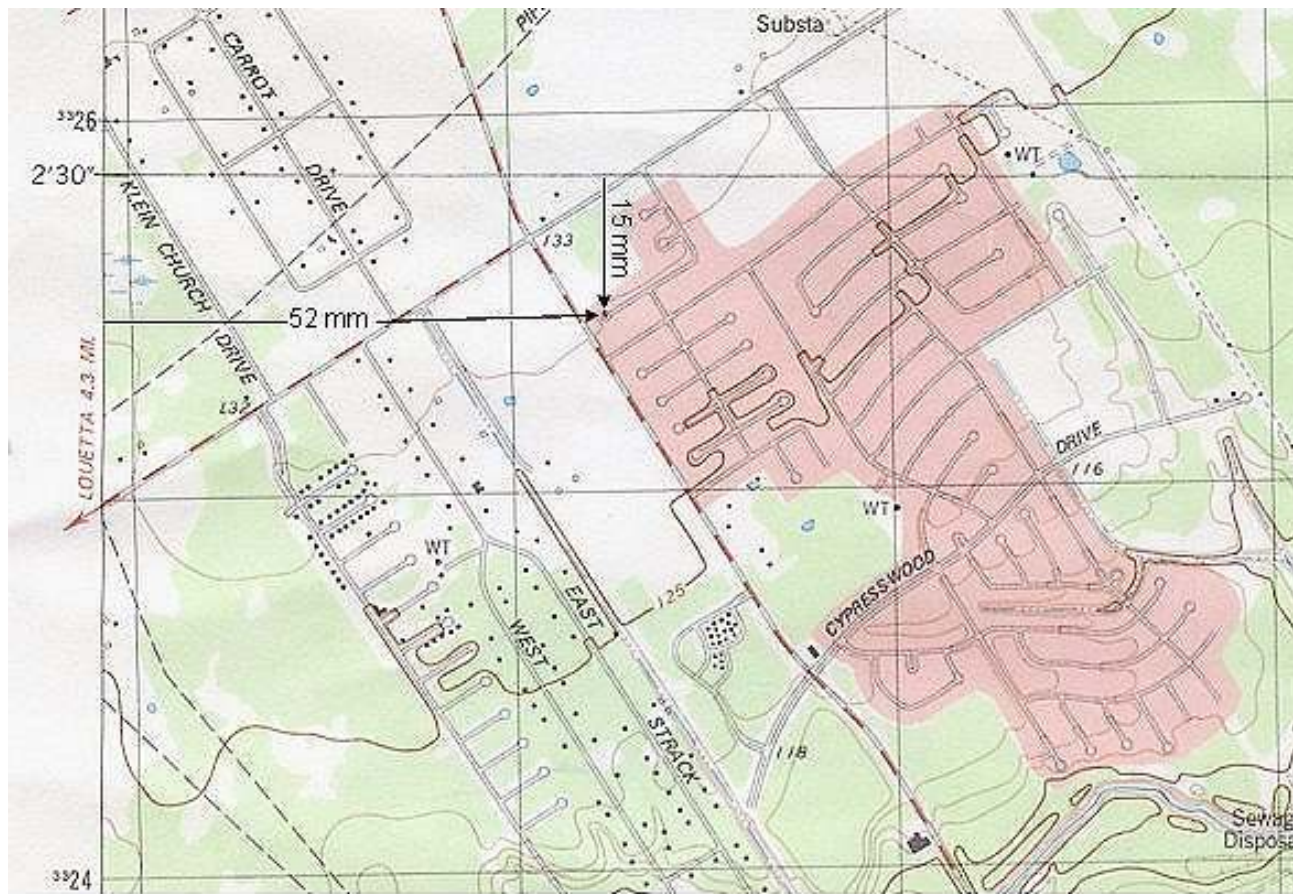 Substa
PIP
CARROT
DRIVE
³³26
2'30"
WT
KLEIN CHURCH
DRIVE
15 mm
133
52 mm
LOUETTA 4.3 MI.
132
DRIVE
116
WT
WT
CYPRESSWOOD
EAST
WEST
125
STRACK
118
Sewag
Disposa
³³24